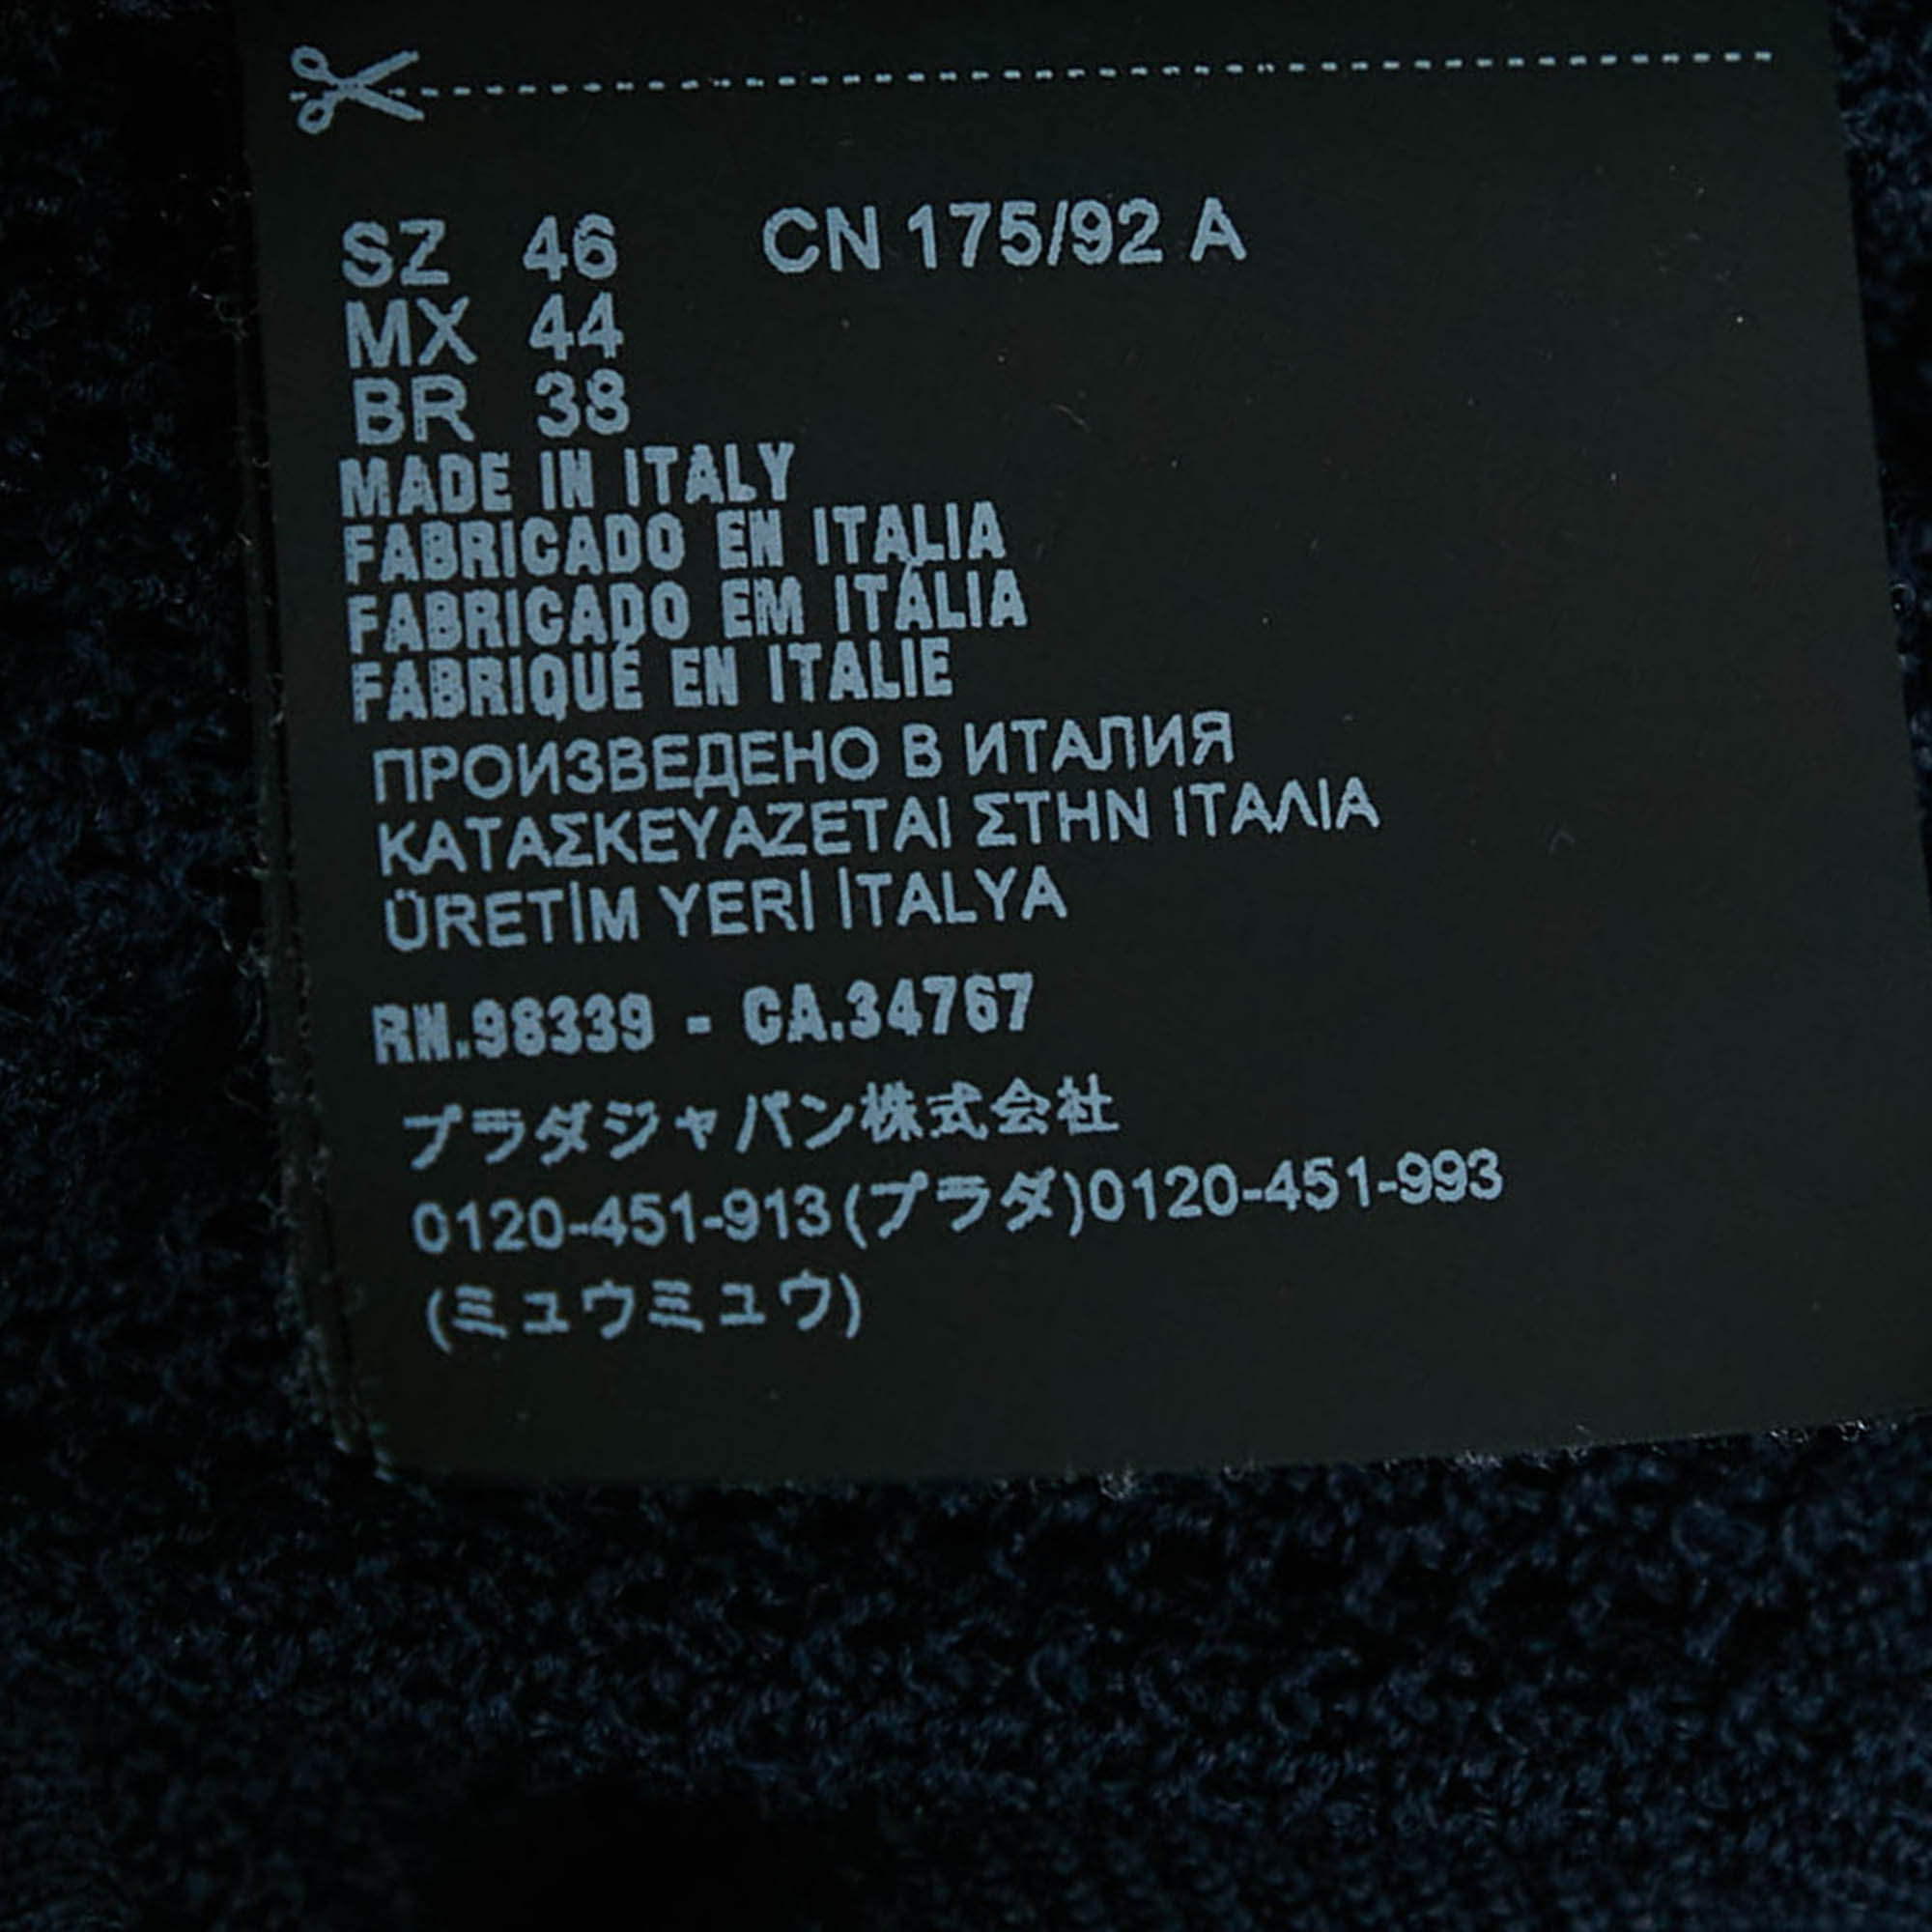 SZ 46 CN 175/92 A
MX 44
BR 38
MADE IN ITALY
FABRICADO EN ITALIA
FABRICADO EM ITÁLIA
FABRIQUÉ EN ITALIE
ПРОИЗВЕДЕНО В ИТАЛИЯ
ΚΑΤΑΣΚΕΥΑΖΕΤΑΙ ΣΤΗΝ ΙΤΑΛΙΑ
ÜRETİM YERİ İTALYA
RN.98339 - CA.34767
プラダジャパン株式会社
0120-451-913(プラダ)0120-451-993
(ミュウミュウ)